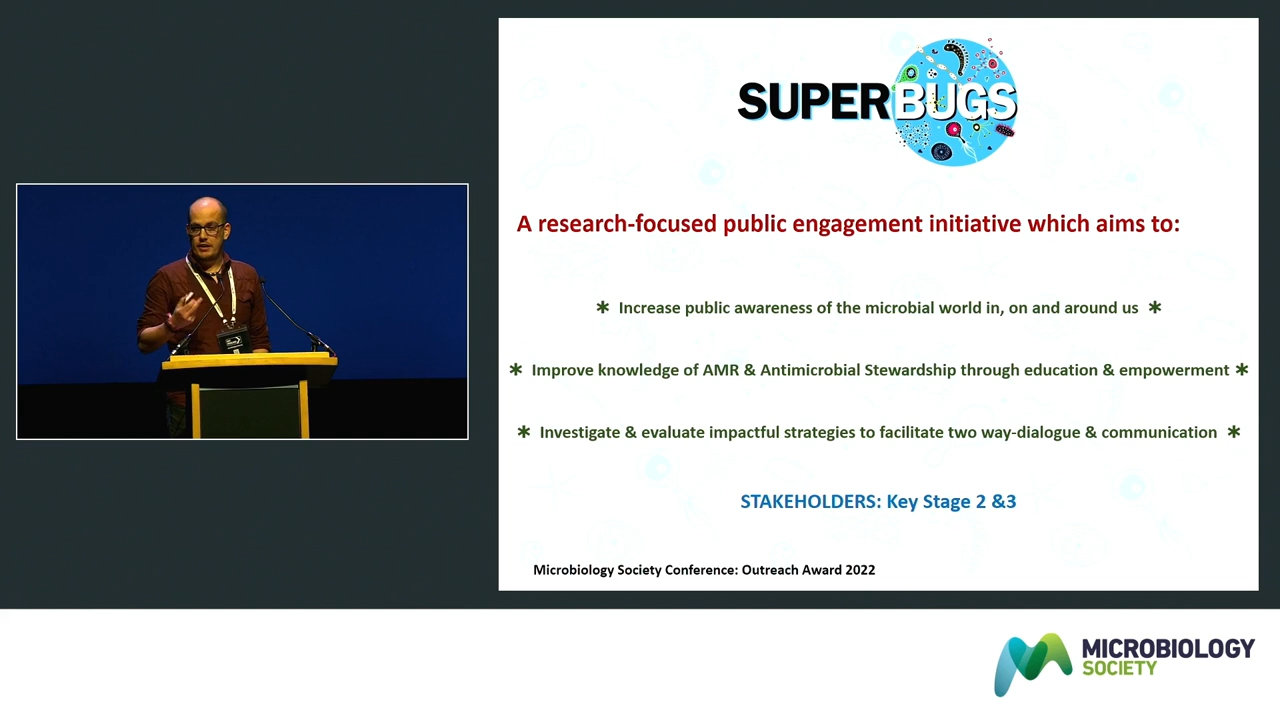 SUPERBUGS
A research-focused public engagement initiative which aims to:
* Increase public awareness of the microbial world in, on and around us *
* Improve knowledge of AMR & Antimicrobial Stewardship through education & empowerment *
* Investigate & evaluate impactful strategies to facilitate two way-dialogue & communication *
STAKEHOLDERS: Key Stage 2 &3
Microbiology Society Conference: Outreach Award 2022
MICROBIOLOGY
SOCIETY